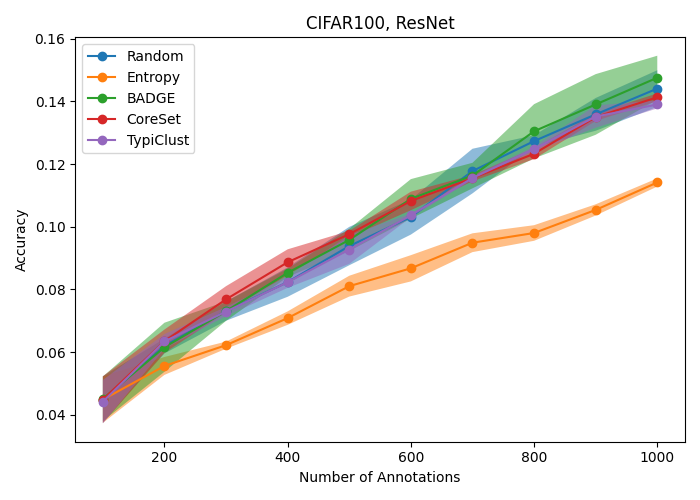 CIFAR100, ResNet
Random
Entropy
BADGE
CoreSet
TypiClust
Accuracy
0.16
0.14
0.12
0.10
0.08
0.06
0.04
200 400 600 800 1000
Number of Annotations